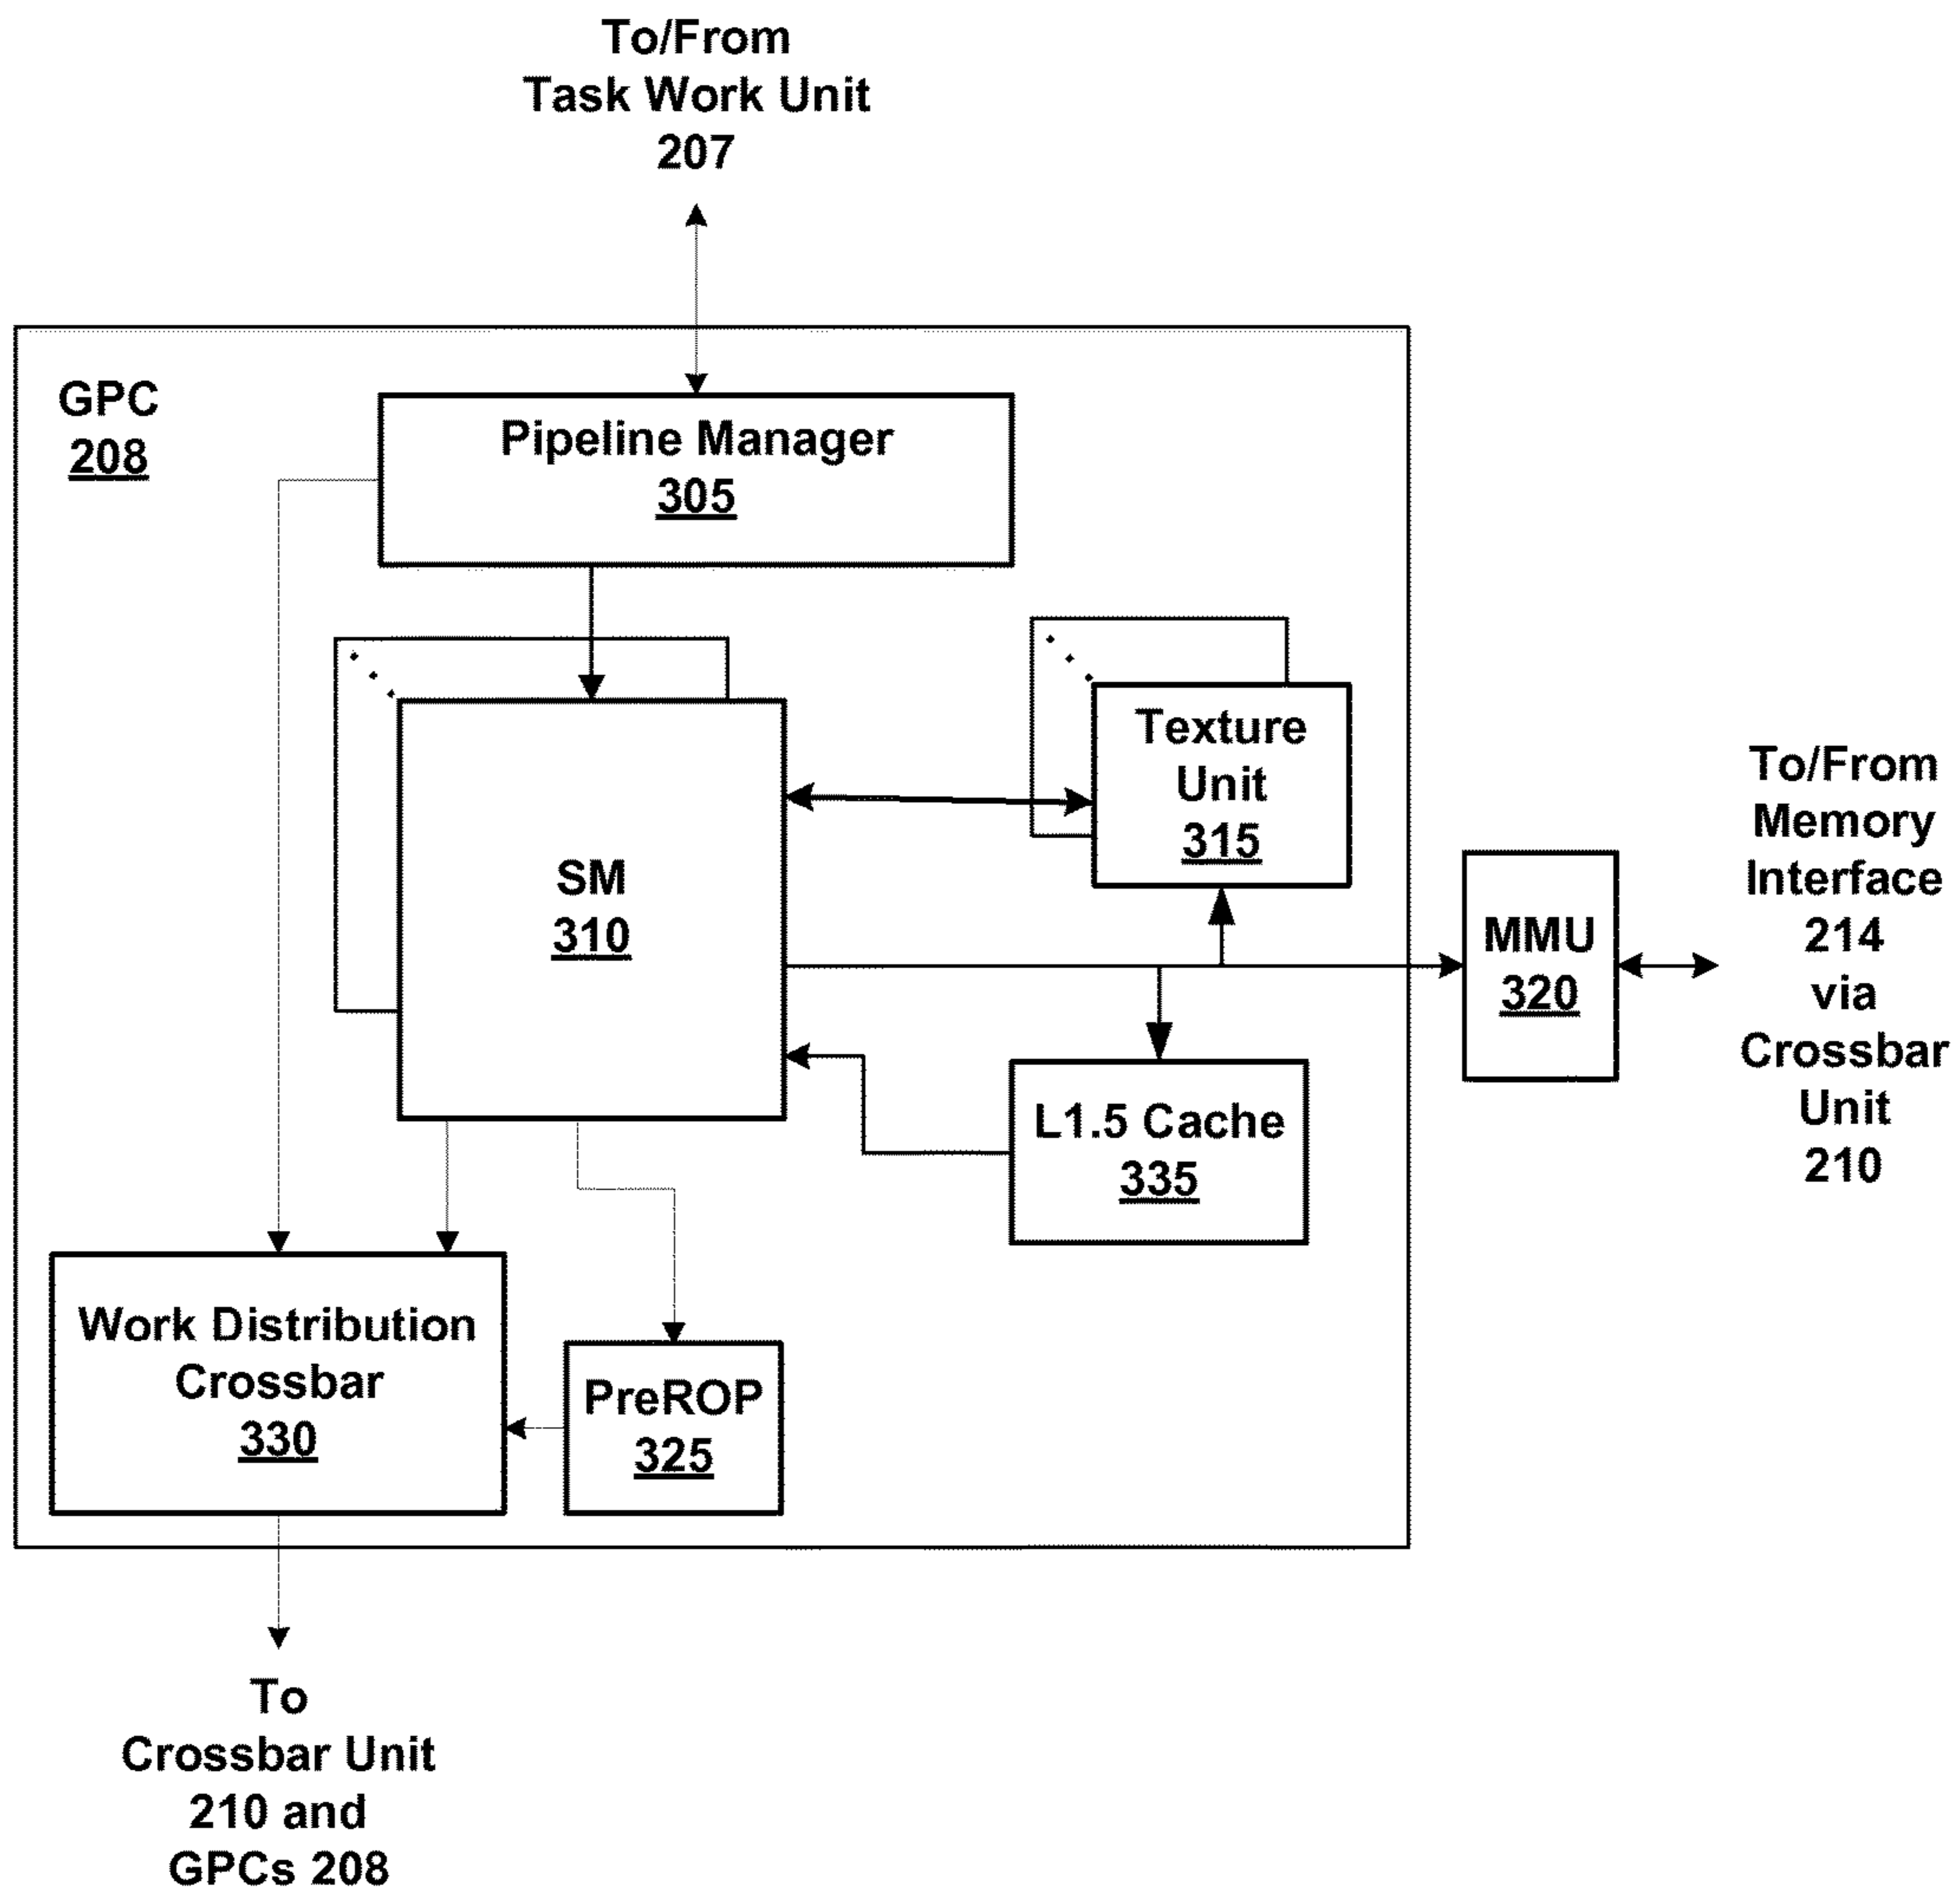 To/From
Task Work Unit
207
GPC
208
Pipeline Manager
305
Texture
Unit
315
SM
310
To/From
Memory
Interface
214
via
Crossbar
Unit
210
MMU
320
L1.5 Cache
335
Work Distribution
Crossbar
330
PreROP
325
To
Crossbar Unit
210 and
GPCs 208